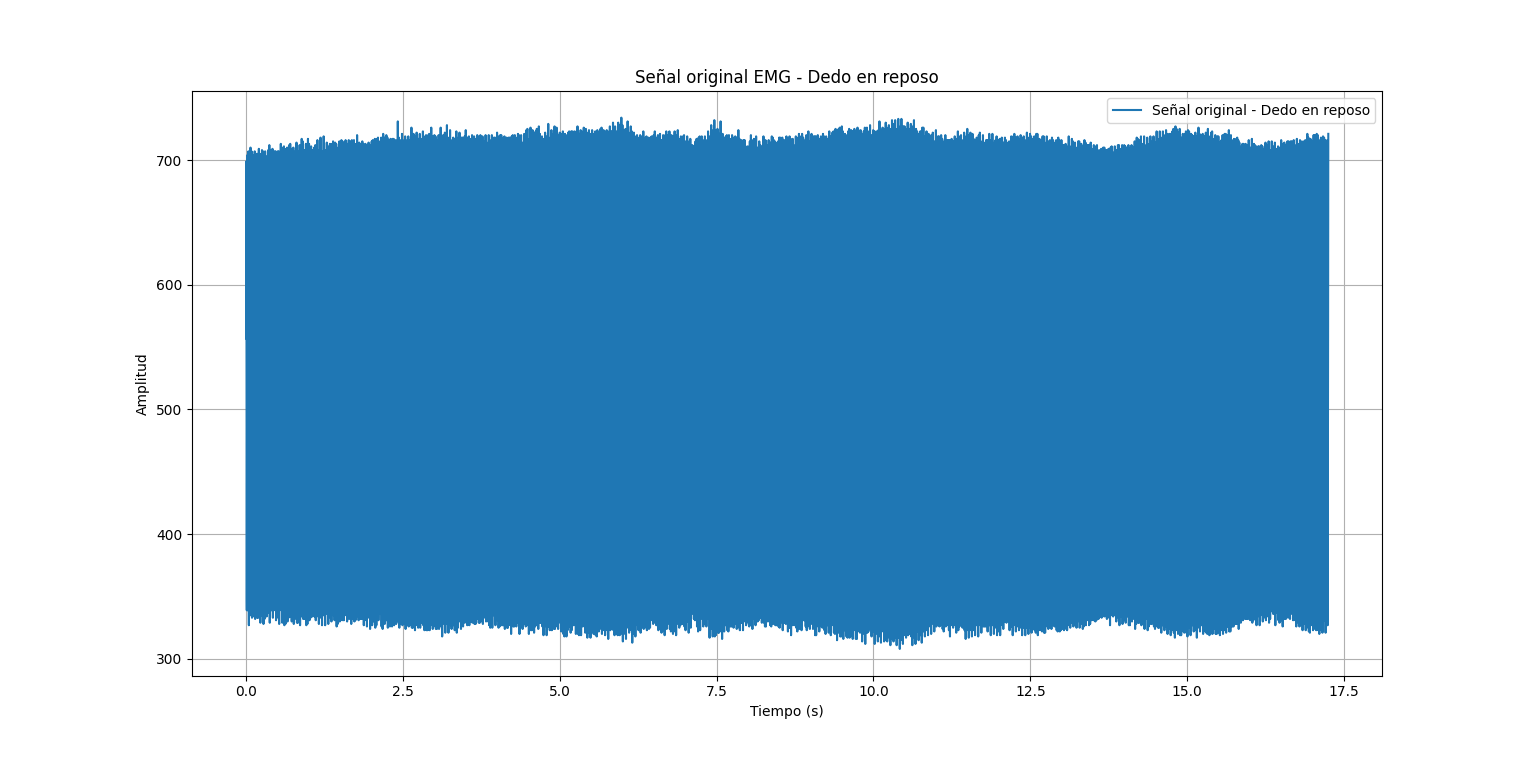 Señal original EMG - Dedo en reposo
Señal original - Dedo en reposo
Amplitud
700
600
500
400
300
0.0 2.5 5.0 7.5 10.0 12.5 15.0 17.5
Tiempo (s)